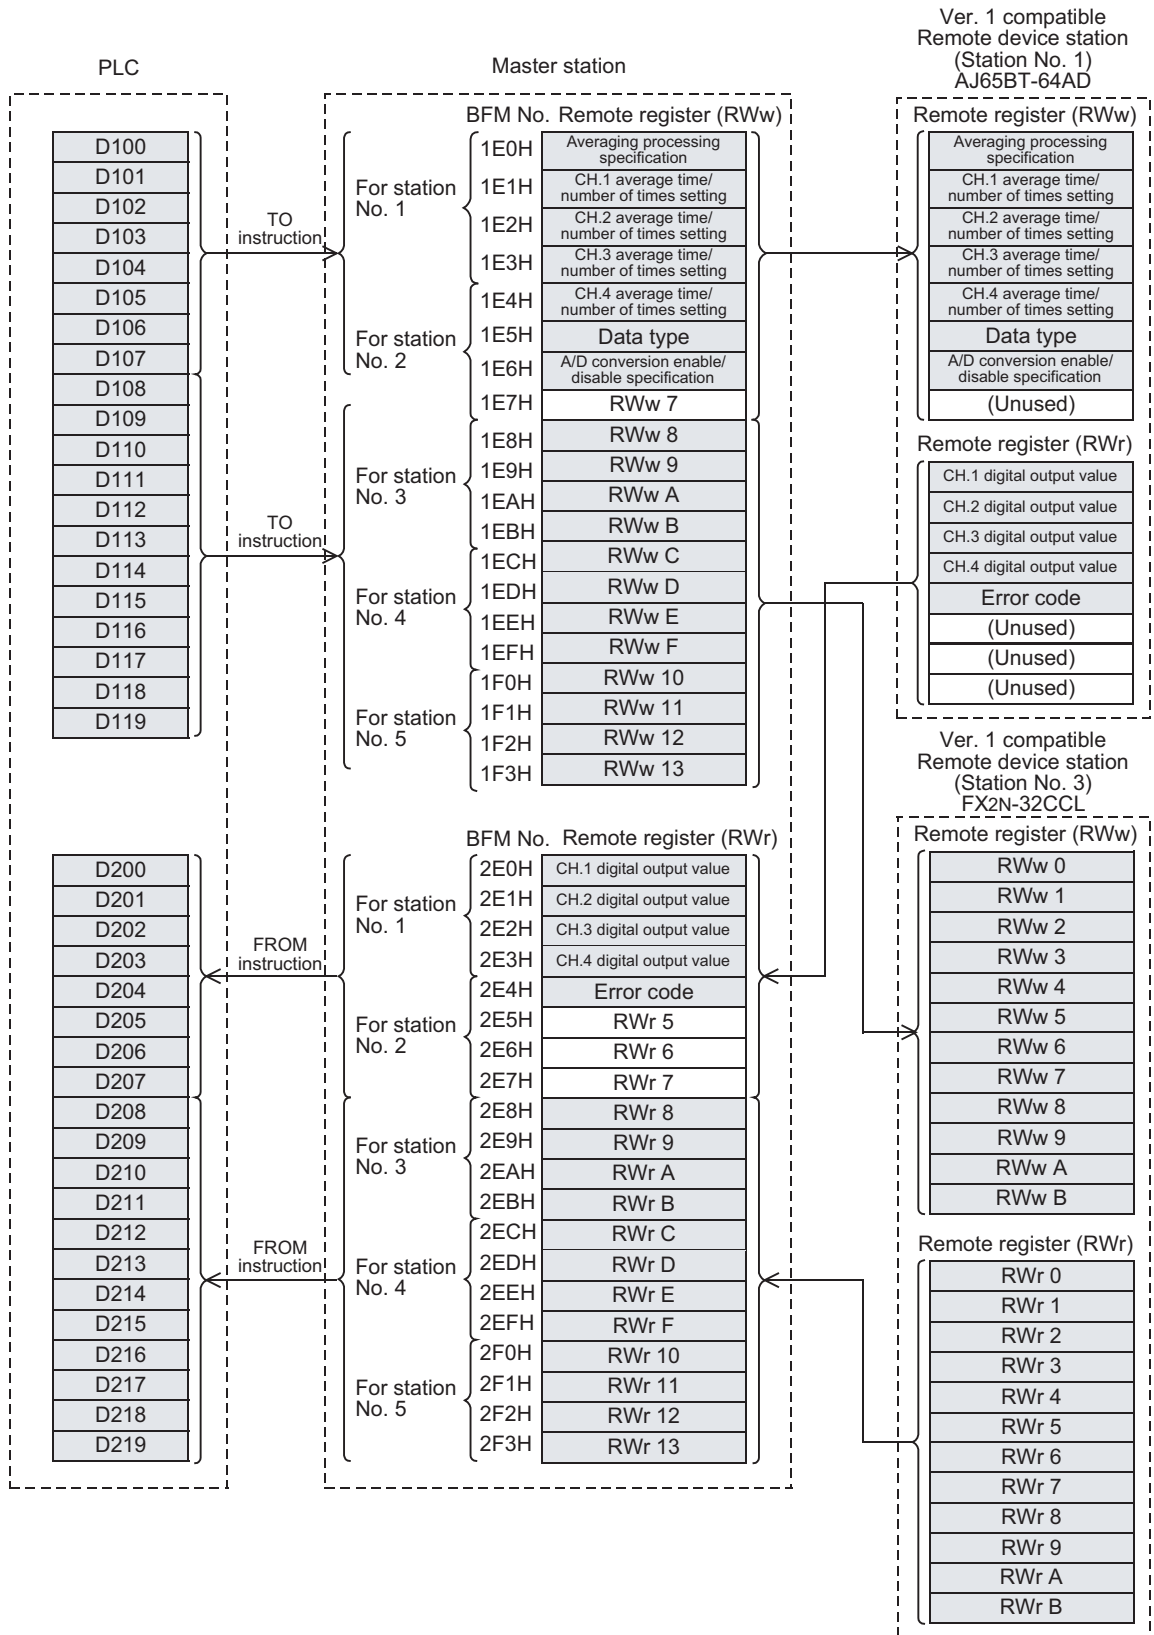 PLC
D100
D101
D102
D103
D104
D105
D106
D107
D108
D109
D110
D111
D112
D113
D114
D115
D116
D117
D118
D119
D200
D201
D202
D203
D204
D205
D206
D207
D208
D209
D210
D211
D212
D213
D214
D215
D216
D217
D218
D219
TO
instruction
TO
instruction
FROM
instruction
FROM
instruction
Master station
BFM No. Remote register (RWw)
For station
No. 1
1E0H Averaging processing
specification
1E1H CH.1 average time/
number of times setting
1E2H CH.2 average time/
number of times setting
1E3H CH.3 average time/
number of times setting
For station
No. 2
1E4H CH.4 average time/
number of times setting
1E5H Data type
1E6H A/D conversion enable/
disable specification
1E7H RWw 7
For station
No. 3
1E8H RWw 8
1E9H RWw 9
1EAH RWw A
1EBH RWw B
For station
No. 4
1ECH RWw C
1EDH RWw D
1EEH RWw E
1EFH RWw F
For station
No. 5
1F0H RWw 10
1F1H RWw 11
1F2H RWw 12
1F3H RWw 13
BFM No. Remote register (RWr)
For station
No. 1
2E0H CH.1 digital output value
2E1H CH.2 digital output value
2E2H CH.3 digital output value
2E3H CH.4 digital output value
For station
No. 2
2E4H Error code
2E5H RWr 5
2E6H RWr 6
2E7H RWr 7
For station
No. 3
2E8H RWr 8
2E9H RWr 9
2EAH RWr A
2EBH RWr B
For station
No. 4
2ECH RWr C
2EDH RWr D
2EEH RWr E
2EFH RWr F
For station
No. 5
2F0H RWr 10
2F1H RWr 11
2F2H RWr 12
2F3H RWr 13
Ver. 1 compatible
Remote device station
(Station No. 1)
AJ65BT-64AD
Remote register (RWw)
Averaging processing
specification
CH.1 average time/
number of times setting
CH.2 average time/
number of times setting
CH.3 average time/
number of times setting
CH.4 average time/
number of times setting
Data type
A/D conversion enable/
disable specification
(Unused)
Remote register (RWr)
CH.1 digital output value
CH.2 digital output value
CH.3 digital output value
CH.4 digital output value
Error code
(Unused)
(Unused)
(Unused)
Ver. 1 compatible
Remote device station
(Station No. 3)
FX2N-32CCL
Remote register (RWw)
RWw 0
RWw 1
RWw 2
RWw 3
RWw 4
RWw 5
RWw 6
RWw 7
RWw 8
RWw 9
RWw A
RWw B
Remote register (RWr)
RWr 0
RWr 1
RWr 2
RWr 3
RWr 4
RWr 5
RWr 6
RWr 7
RWr 8
RWr 9
RWr A
RWr B